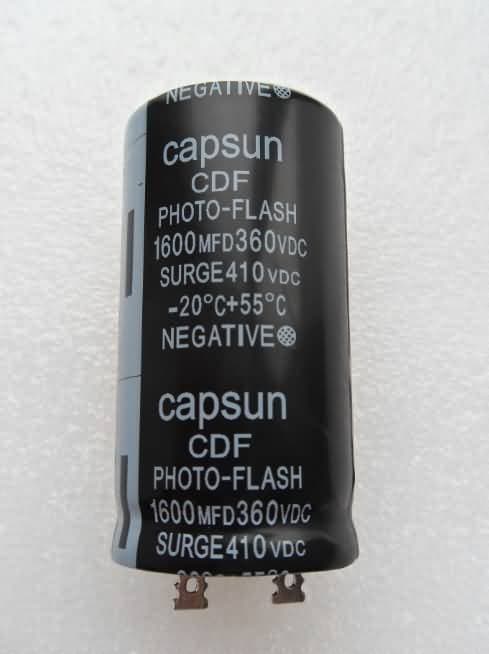 NEGATIVE
capsun
CDF
PHOTO-FLASH
1600MFD360VDC
SURGE410VDC
-20°C+55°C
NEGATIVE
capsun
CDF
PHOTO-FLASH
1600MFD360VDC
SURGE410VDC